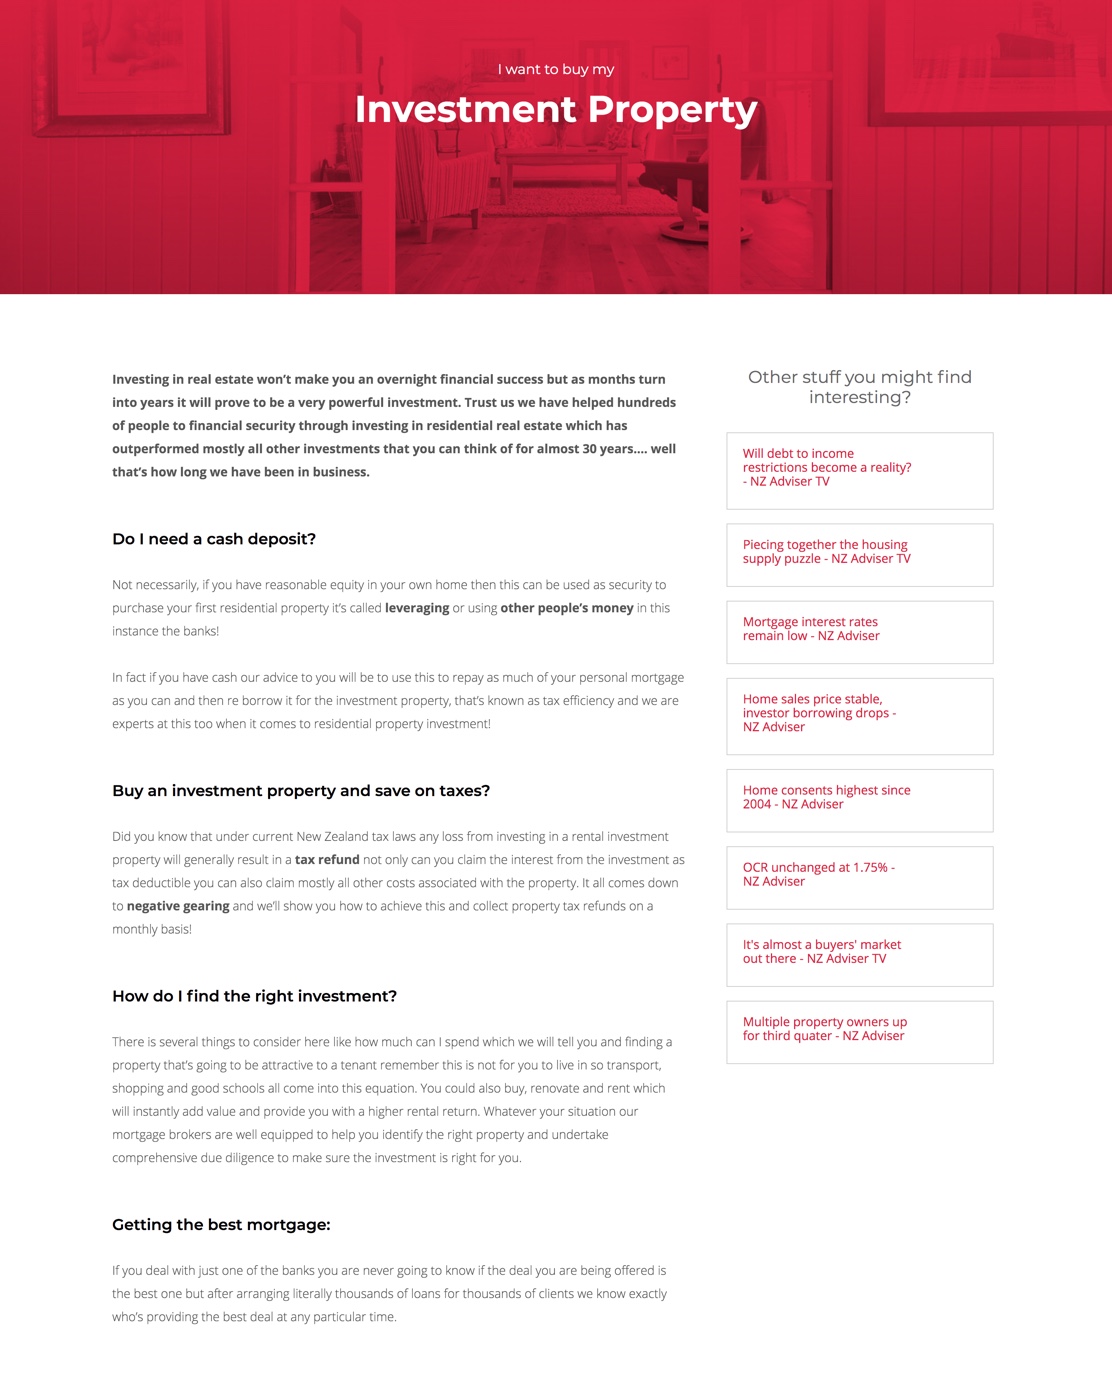 I want to buy my
Investment Property
Investing in real estate won’t make you an overnight financial success but as months turn
into years it will prove to be a very powerful investment. Trust us we have helped hundreds
of people to financial security through investing in residential real estate which has
outperformed mostly all other investments that you can think of for almost 30 years…. well
that’s how long we have been in business.
Do I need a cash deposit?
Not necessarily, if you have reasonable equity in your own home then this can be used as security to
purchase your first residential property it’s called leveraging or using other people’s money in this
instance the banks!
In fact if you have cash our advice to you will be to use this to repay as much of your personal mortgage
as you can and then re borrow it for the investment property, that’s known as tax efficiency and we are
experts at this too when it comes to residential property investment!
Buy an investment property and save on taxes?
Did you know that under current New Zealand tax laws any loss from investing in a rental investment
property will generally result in a tax refund not only can you claim the interest from the investment as
tax deductible you can also claim mostly all other costs associated with the property. It all comes down
to negative gearing and we’ll show you how to achieve this and collect property tax refunds on a
monthly basis!
How do I find the right investment?
There is several things to consider here like how much can I spend which we will tell you and finding a
property that’s going to be attractive to a tenant remember this is not for you to live in so transport,
shopping and good schools all come into this equation. You could also buy, renovate and rent which
will instantly add value and provide you with a higher rental return. Whatever your situation our
mortgage brokers are well equipped to help you identify the right property and undertake
comprehensive due diligence to make sure the investment is right for you.
Getting the best mortgage:
If you deal with just one of the banks you are never going to know if the deal you are being offered is
the best one but after arranging literally thousands of loans for thousands of clients we know exactly
who’s providing the best deal at any particular time.
Other stuff you might find
interesting?
Will debt to income
restrictions become a reality?
- NZ Adviser TV
Piecing together the housing
supply puzzle - NZ Adviser TV
Mortgage interest rates
remain low - NZ Adviser
Home sales price stable,
investor borrowing drops -
NZ Adviser
Home consents highest since
2004 - NZ Adviser
OCR unchanged at 1.75% -
NZ Adviser
It's almost a buyers' market
out there - NZ Adviser TV
Multiple property owners up
for third quater - NZ Adviser